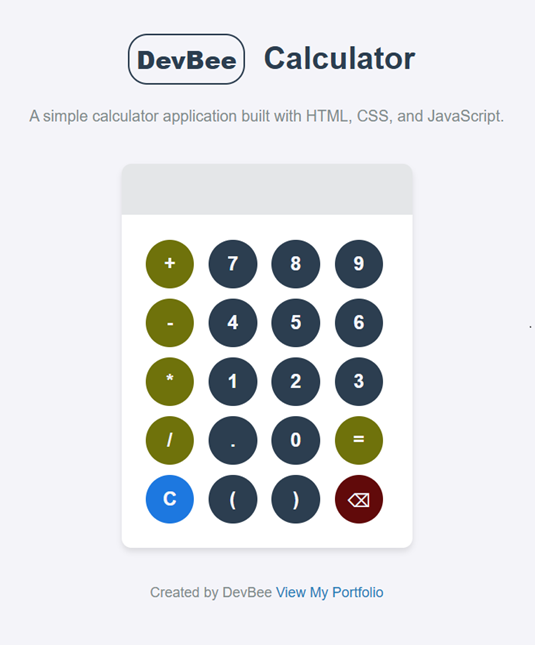 DevBee Calculator
A simple calculator application built with HTML, CSS, and JavaScript.
+ 7 8 9
- 4 5 6
* 1 2 3
/ . 0 =
C ( ) ⌫
Created by DevBee View My Portfolio